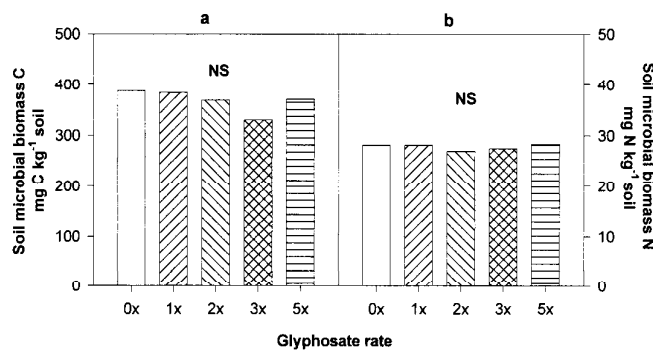 a
b
500
400
300
200
100
0
Soil microbial biomass C
mg C kg⁻¹ soil
NS
NS
50
40
30
20
10
0
Soil microbial biomass N
mg N kg⁻¹ soil
0x 1x 2x 3x 5x
0x 1x 2x 3x 5x
Glyphosate rate